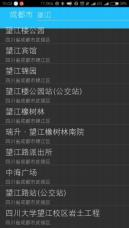 成都市 望江
望江楼公园
四川省成都市武侯区
望江宾馆
四川省成都市锦江区
望江锦园
四川省成都市锦江区
望江楼公园站(公交站)
四川省成都市武侯区
望江橡树林
四川省成都市锦江区
瑞升·望江橡树林南院
四川省成都市武侯区
望江路派出所
四川省成都市武侯区
中海广场
四川省成都市武侯区
望江路站(公交站)
四川省成都市武侯区
四川大学望江校区岩土工程
四川省成都市武侯区